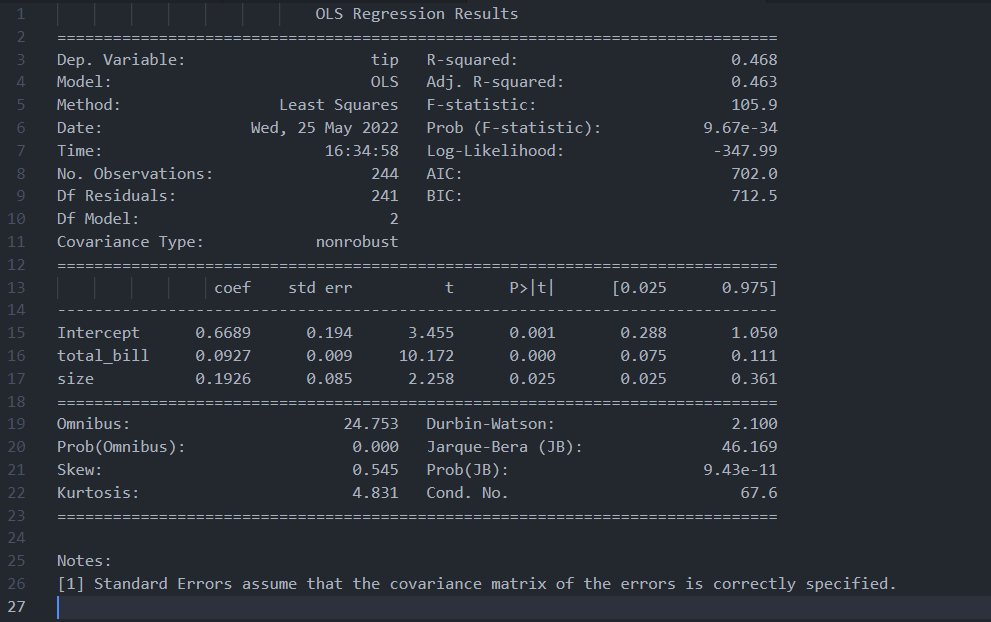 1 OLS Regression Results
2 ==============================================================================
3 Dep. Variable: tip R-squared: 0.468
4 Model: OLS Adj. R-squared: 0.463
5 Method: Least Squares F-statistic: 105.9
6 Date: Wed, 25 May 2022 Prob (F-statistic): 9.67e-34
7 Time: 16:34:58 Log-Likelihood: -347.99
8 No. Observations: 244 AIC: 702.0
9 Df Residuals: 241 BIC: 712.5
10 Df Model: 2
11 Covariance Type: nonrobust
12 ==============================================================================
13 coef std err t P>|t| [0.025 0.975]
14 ------------------------------------------------------------------------------
15 Intercept 0.6689 0.194 3.455 0.001 0.288 1.050
16 total_bill 0.0927 0.009 10.172 0.000 0.075 0.111
17 size 0.1926 0.085 2.258 0.025 0.025 0.361
18 ==============================================================================
19 Omnibus: 24.753 Durbin-Watson: 2.100
20 Prob(Omnibus): 0.000 Jarque-Bera (JB): 46.169
21 Skew: 0.545 Prob(JB): 9.43e-11
22 Kurtosis: 4.831 Cond. No. 67.6
23 ==============================================================================
24
25 Notes:
26 [1] Standard Errors assume that the covariance matrix of the errors is correctly specified.
27